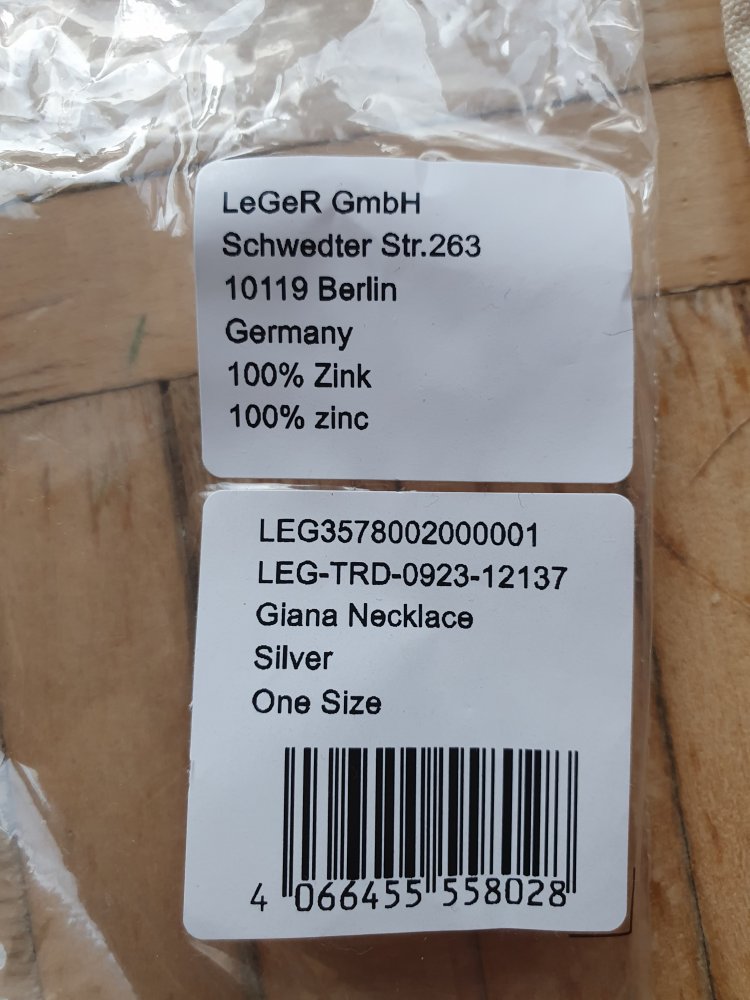 LeGeR GmbH
Schwedter Str.263
10119 Berlin
Germany
100% Zink
100% zinc
LEG3578002000001
LEG-TRD-0923-12137
Giana Necklace
Silver
One Size
4 066455 558028